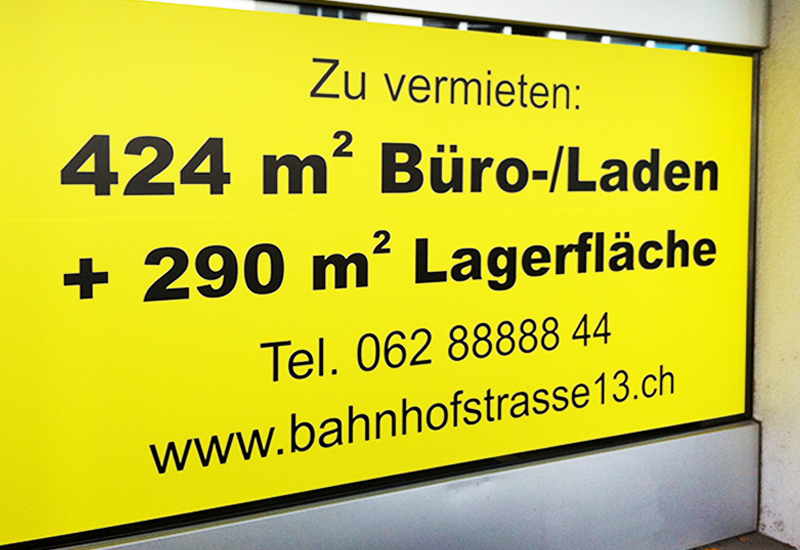 Zu vermieten:
424 m² Büro-/Laden
+ 290 m² Lagerfläche
Tel. 062 88888 44
www.bahnhofstrasse13.ch